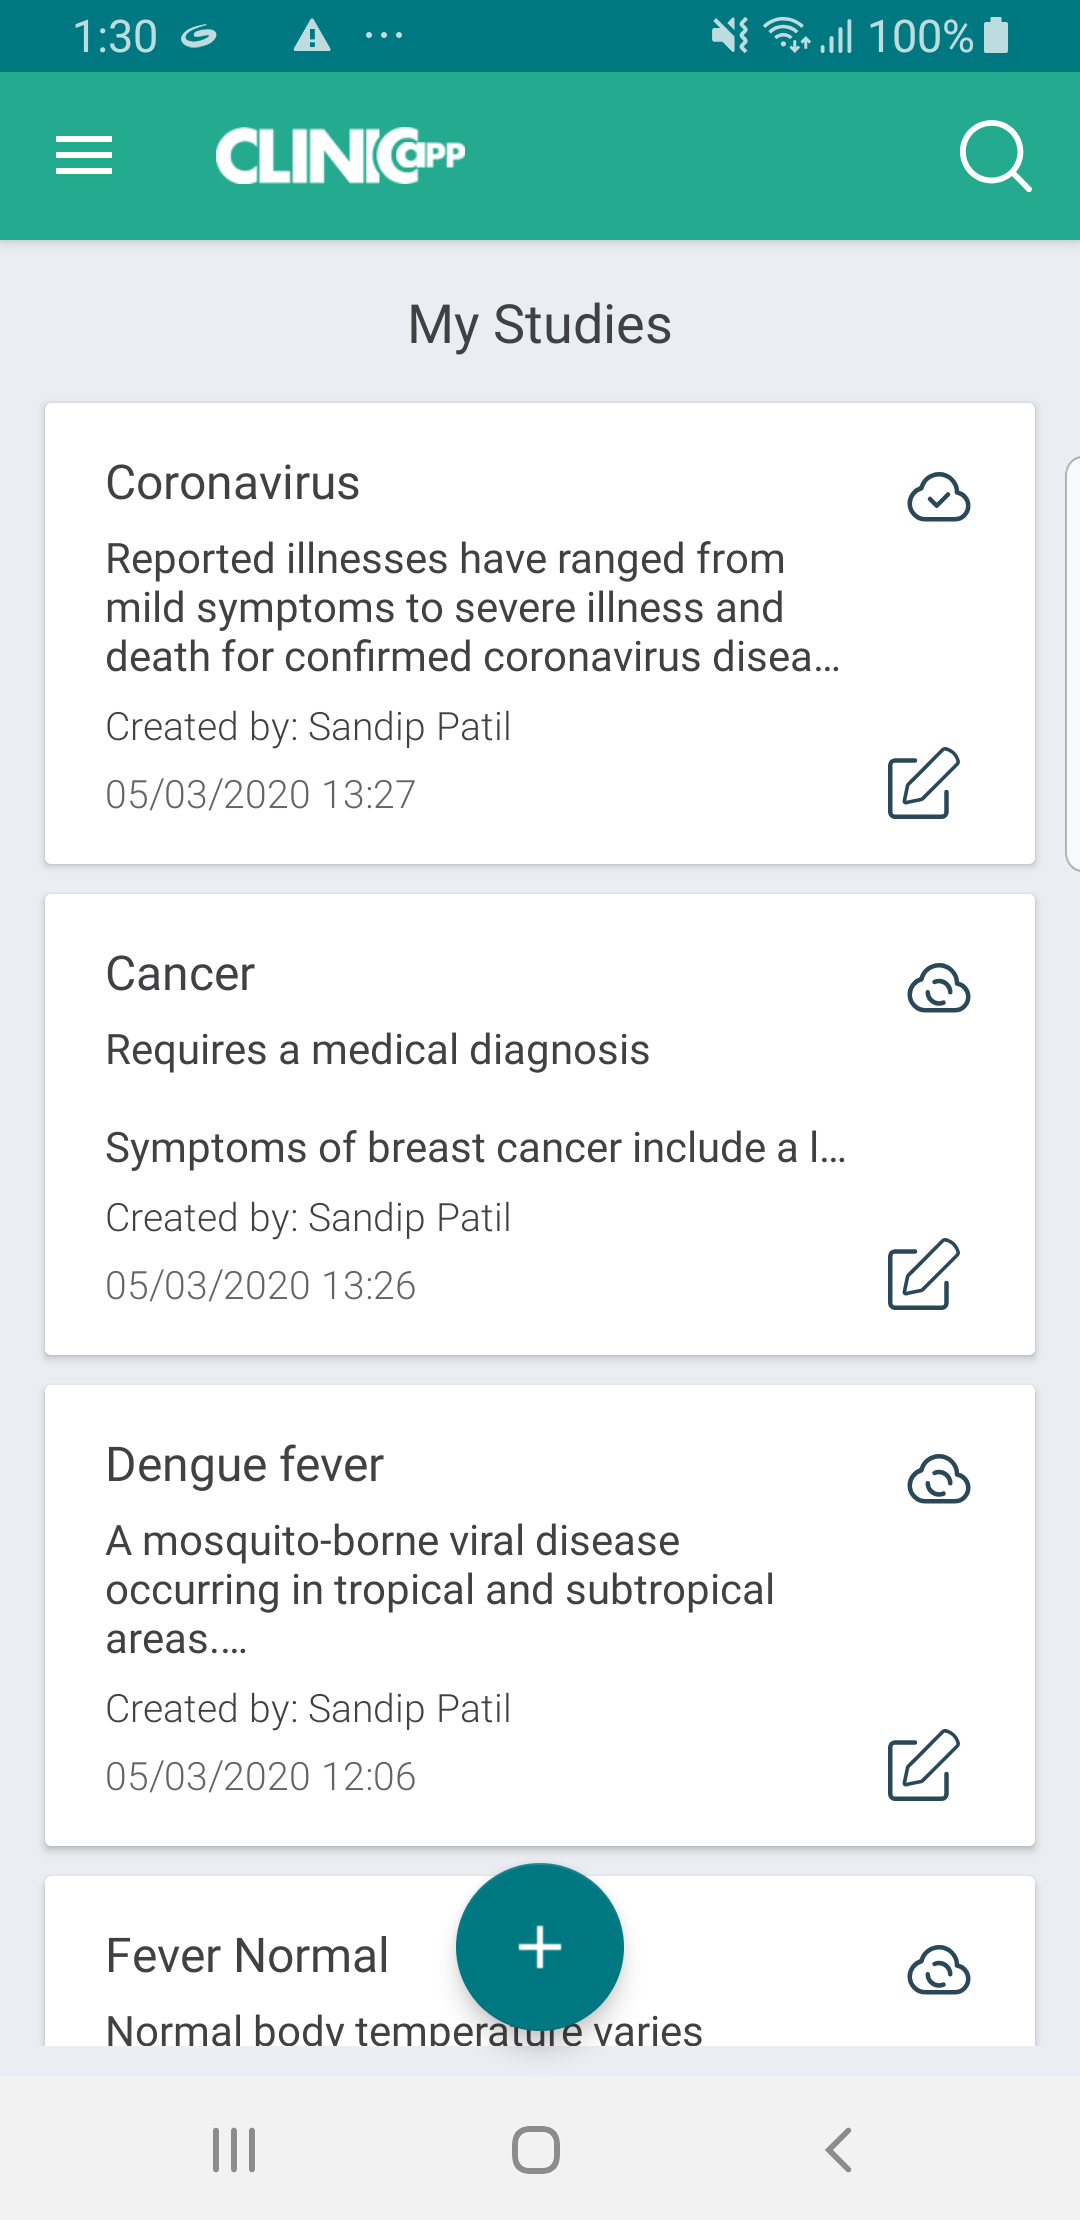 1:30
100%
CLINICapp
My Studies
Coronavirus
Reported illnesses have ranged from
mild symptoms to severe illness and
death for confirmed coronavirus disea...
Created by: Sandip Patil
05/03/2020 13:27
Cancer
Requires a medical diagnosis
Symptoms of breast cancer include a l...
Created by: Sandip Patil
05/03/2020 13:26
Dengue fever
A mosquito-borne viral disease
occurring in tropical and subtropical
areas....
Created by: Sandip Patil
05/03/2020 12:06
Fever Normal
Normal body temperature varies